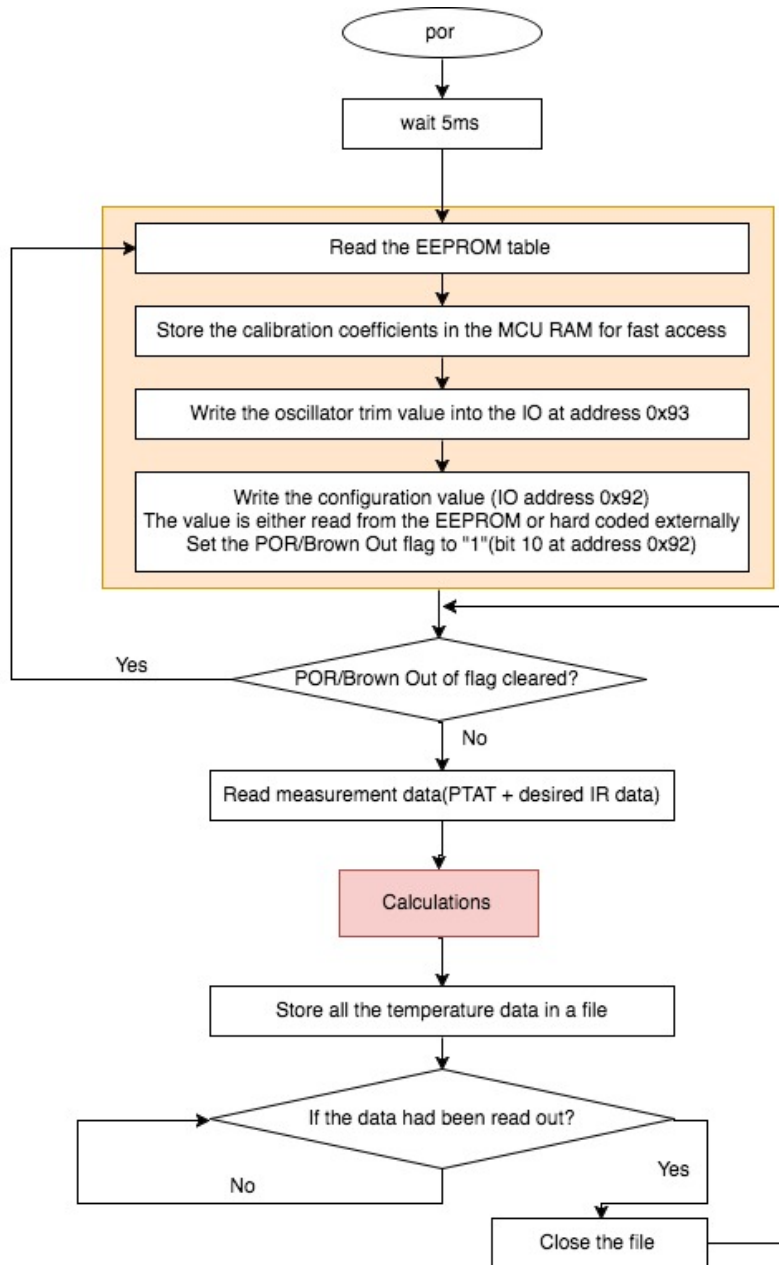 por
wait 5ms
Read the EEPROM table
Store the calibration coefficients in the MCU RAM for fast access
Write the oscillator trim value into the IO at address 0x93
Write the configuration value (IO address 0x92)
The value is either read from the EEPROM or hard coded externally
Set the POR/Brown Out flag to "1"(bit 10 at address 0x92)
Yes
POR/Brown Out of flag cleared?
No
Read measurement data(PTAT + desired IR data)
Calculations
Store all the temperature data in a file
If the data had been read out?
No
Yes
Close the file